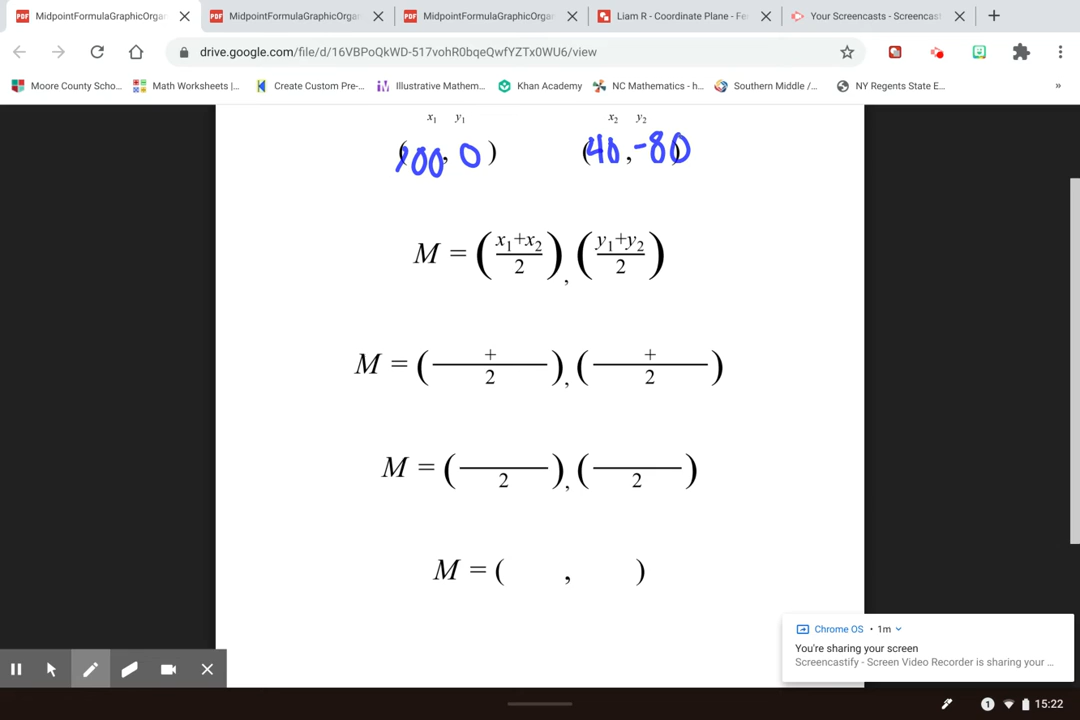 MidpointFormulaGraphicOrga
MidpointFormulaGraphicOrga
MidpointFormulaGraphicOrga
Liam R - Coordinate Plane - Fe
Your Screencasts - Screencast
drive.google.com/file/d/16VBPoQkWD-517vohR0bqeQwfYZTx0WU6/view
Moore County Scho...
Math Worksheets |...
Create Custom Pre-...
Illustrative Mathem...
Khan Academy
NC Mathematics - h...
Southern Middle /...
NY Regents State E...
»
x₁ y₁ x₂ y₂
(100, 0) (40, -80)
M = ((x₁+x₂)/2), ((y₁+y₂)/2)
M = (+/2), (+/2)
M = (/2), (/2)
M = ( , )
Chrome OS • 1m
You're sharing your screen
Screencastify - Screen Video Recorder is sharing your ...
1 15:22